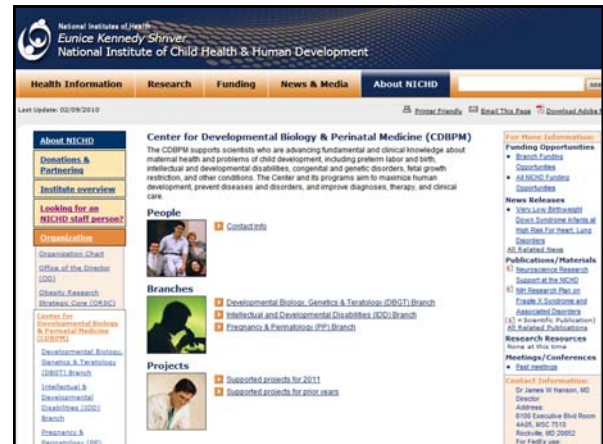 National Institutes of Health
Eunice Kennedy Shriver
National Institute of Child Health & Human Development
Health Information
Research
Funding
News & Media
About NICHD
Last Update: 02/09/2010
Printer Friendly
Email This Page
Download Adobe
About NICHD
Donations &
Partnering
Institute overview
Looking for an
NICHD staff person?
Organization
Organization Chart
Office of the Director
(OD)
Obesity Research
Strategic Core (ORSC)
Center for
Developmental Biology
& Perinatal Medicine
(CDBPM)
Developmental Biology,
Genetics & Teratology
(DBGT) Branch
Intellectual &
Developmental
Disabilities (IDD)
Branch
Pregnancy &
Perinatology (PP)
Center for Developmental Biology & Perinatal Medicine (CDBPM)
The CDBPM supports scientists who are advancing fundamental and clinical knowledge about
maternal health and problems of child development, including preterm labor and birth,
intellectual and developmental disabilities, congenital and genetic disorders, fetal growth
restriction, and other conditions. The Center and its programs aim to maximize human
development, prevent diseases and disorders, and improve diagnoses, therapy, and clinical
care.
People
Contact Info
Branches
Developmental Biology, Genetics & Teratology (DBGT) Branch
Intellectual and Developmental Disabilities (IDD) Branch
Pregnancy & Perinatology (PP) Branch
Projects
Supported projects for 2011
Supported projects for prior years
For More Information:
Funding Opportunities
Branch Funding
Opportunities
All NICHD Funding
Opportunities
News Releases
Very Low Birthweight
Down Syndrome Infants at
High Risk For Heart, Lung
Disorders
All Related News
Publications/Materials
Neuroscience Research
Support at the NICHD
NIH Research Plan on
Fragile X Syndrome and
Associated Disorders
= Scientific Publication)
All Related Publications
Research Resources
None at this time
Meetings/Conferences
Past meetings
Contact Information:
Dr James W Hanson, MD
Director
Address:
6100 Executive Blvd Room
4A05, MSC 7510
Rockville, MD 20852
For FedEx use: